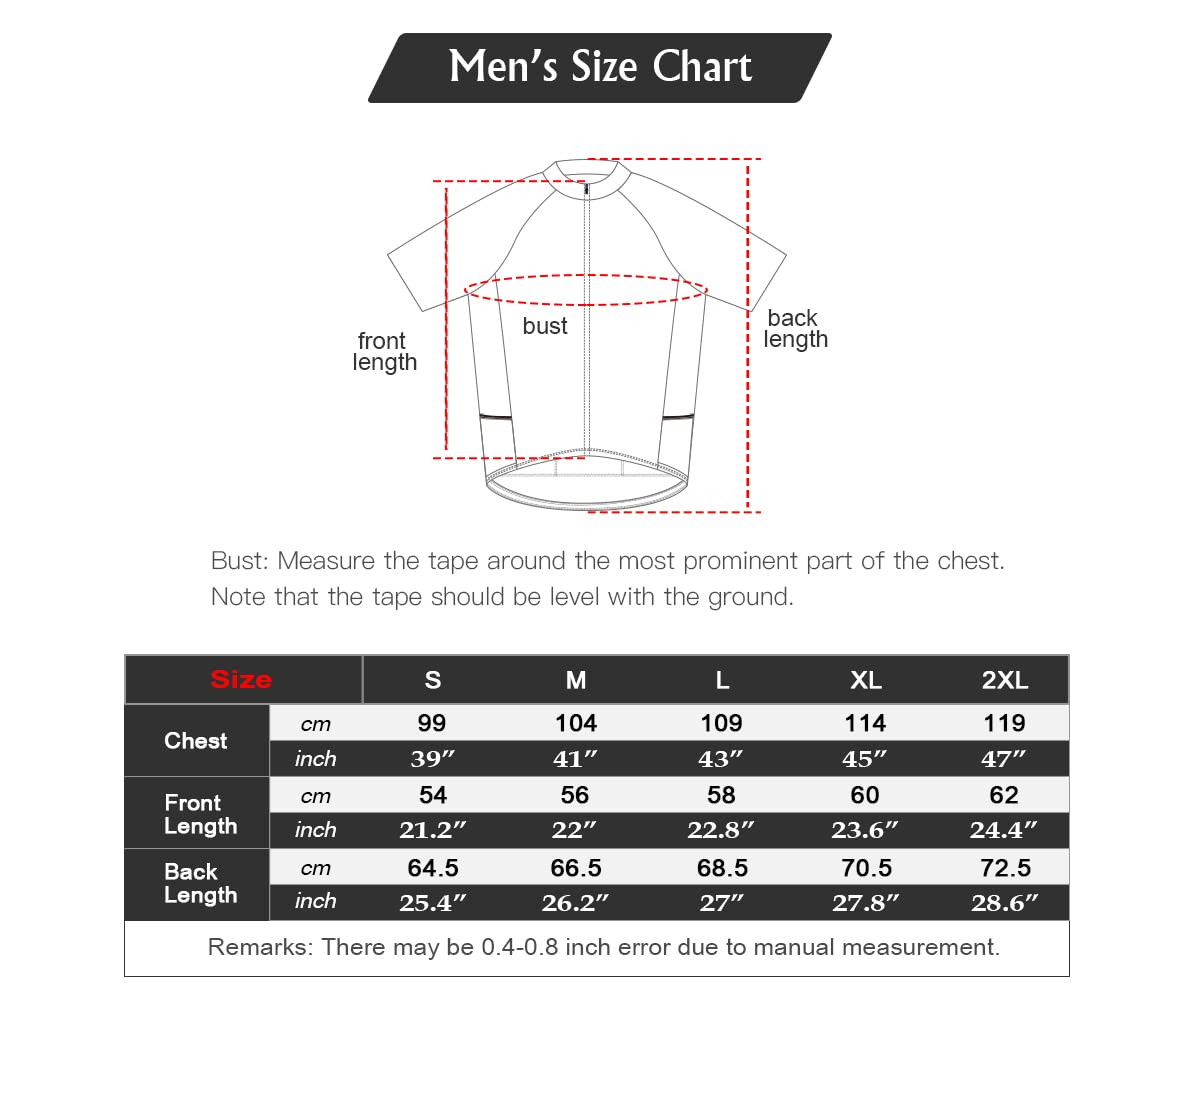 Men’s Size Chart
front
length
bust
back
length
Bust: Measure the tape around the most prominent part of the chest.
Note that the tape should be level with the ground.
Size S M L XL 2XL
Chest
cm 99 104 109 114 119
inch 39″ 41″ 43″ 45″ 47″
Front
Length
cm 54 56 58 60 62
inch 21.2″ 22″ 22.8″ 23.6″ 24.4″
Back
Length
cm 64.5 66.5 68.5 70.5 72.5
inch 25.4″ 26.2″ 27″ 27.8″ 28.6″
Remarks: There may be 0.4-0.8 inch error due to manual measurement.